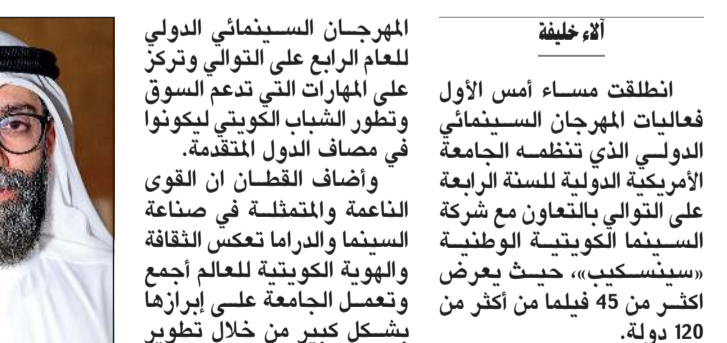 آلاء خليفة
انطلقت مساء أمس الأول
فعاليات المهرجان السينمائي
الدولي الذي تنظمه الجامعة
الأمريكية الدولية للسنة الرابعة
على التوالي بالتعاون مع شركة
السينما الكويتية الوطنية
«سينسكيب»، حيث يعرض
اكثر من 45 فيلما من أكثر من
120 دولة.
المهرجان السينمائي الدولي
للعام الرابع على التوالي وتركز
على المهارات التي تدعم السوق
وتطور الشباب الكويتي ليكونوا
في مصاف الدول المتقدمة.
وأضاف القطان ان القوى
الناعمة والمتمثلة في صناعة
السينما والدراما تعكس الثقافة
والهوية الكويتية للعالم أجمع
وتعمل الجامعة على إبرازها
بشكل كبير من خلال تطوير